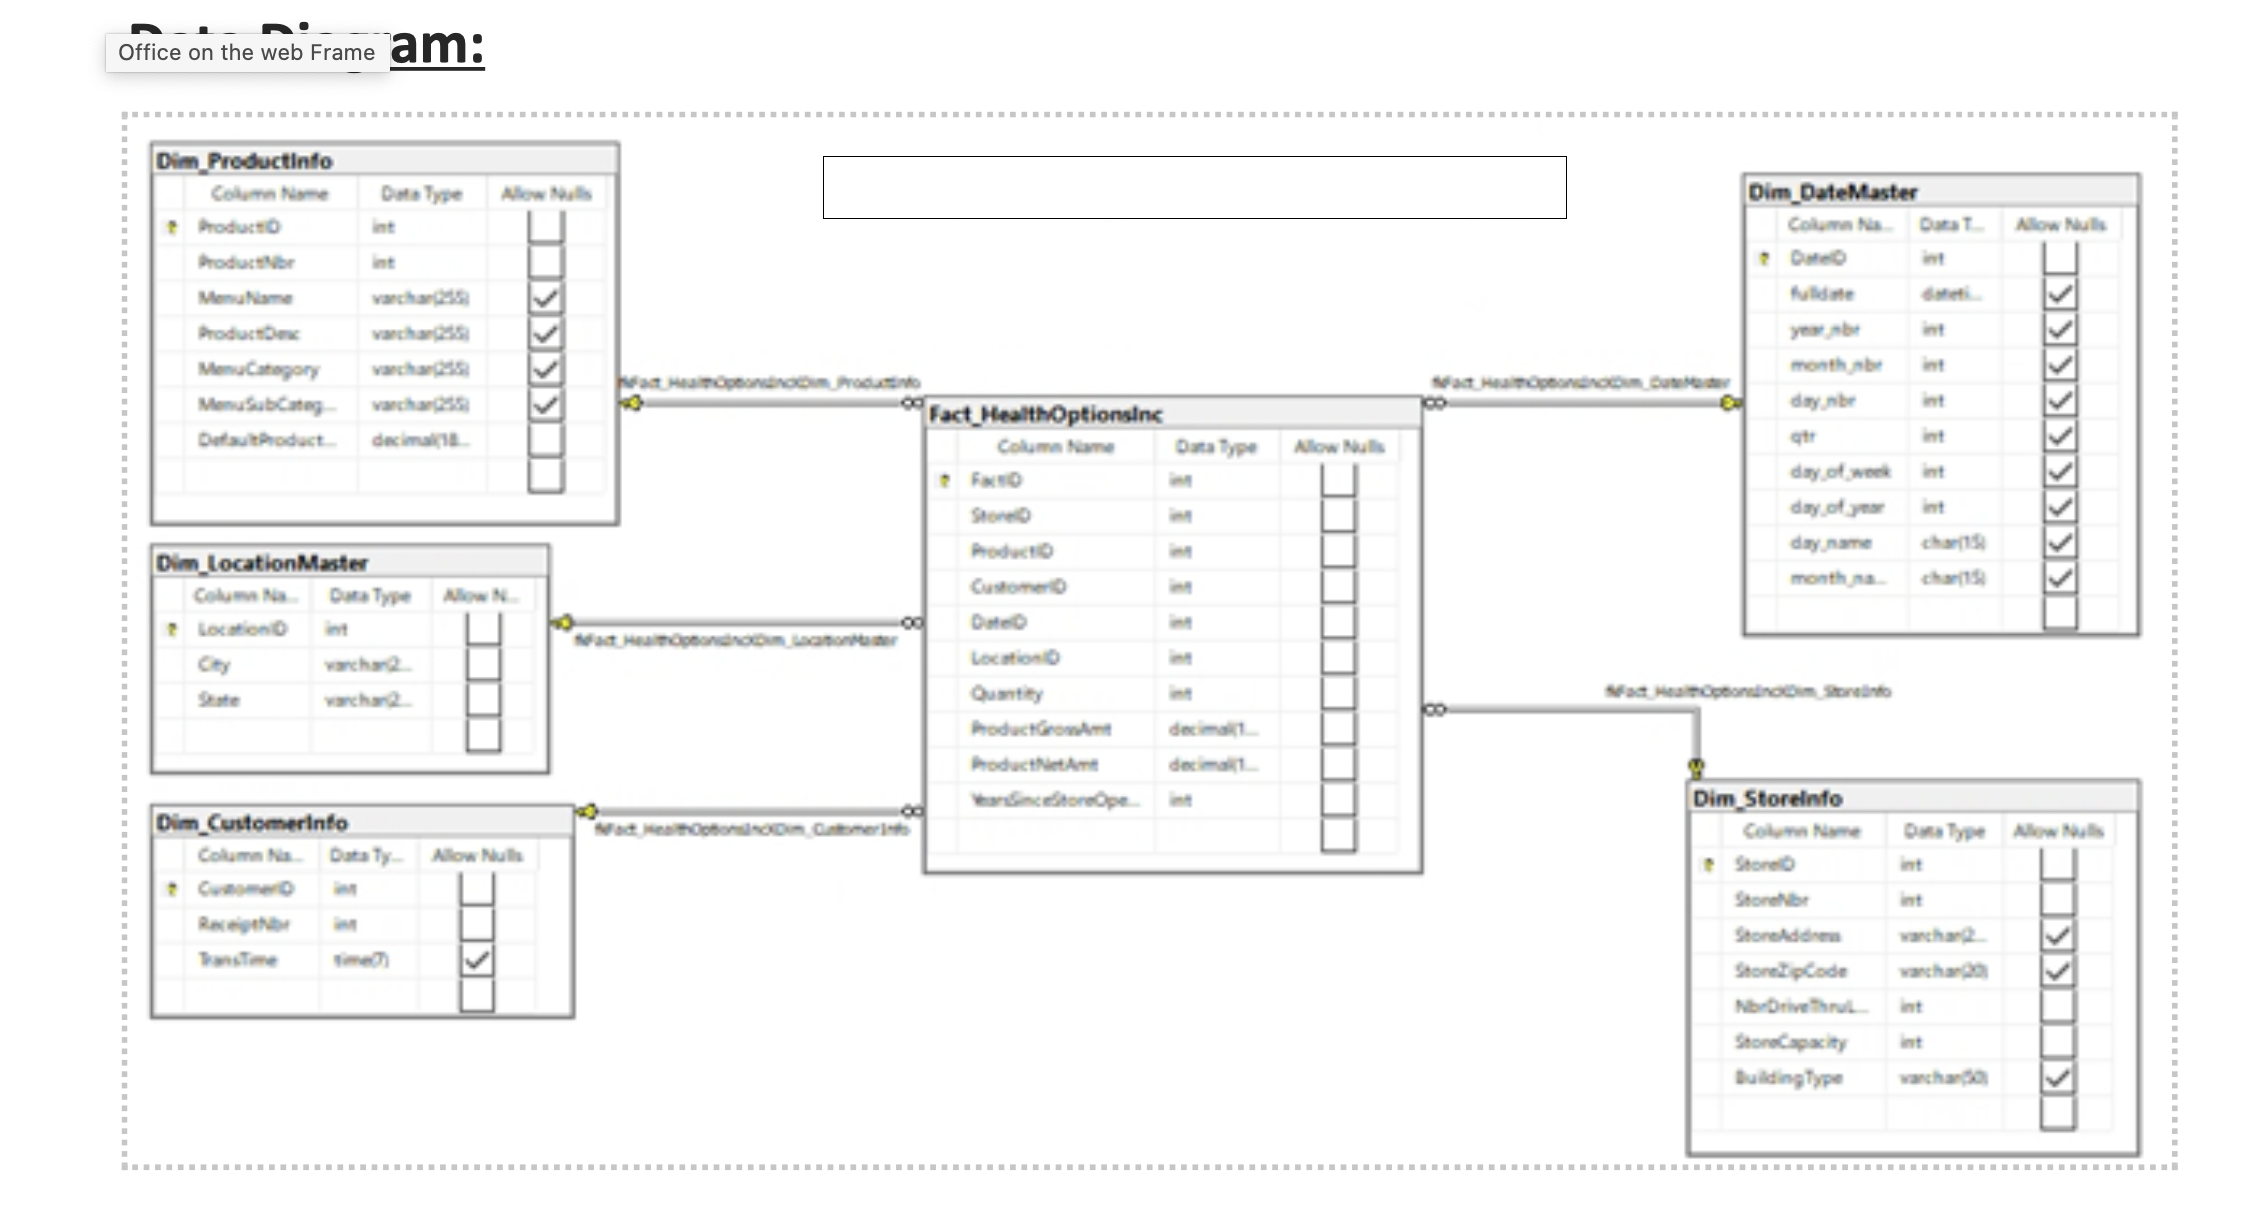 am:
Office on the web Frame
Dim_ProductInfo
Column Name Data Type Allow Nulls
ProductID int
ProductNbr int
MenuName varchar(255)
ProductDesc varchar(255)
MenuCategory varchar(255)
MenuSubCateg... varchar(255)
DefaultProduct... decimal(18...
fkFact_HealthOptionsIncXDim_ProductInfo
Dim_LocationMaster
Column Na... Data Type Allow N...
LocationID int
City varchar(2...
State varchar(2...
fkFact_HealthOptionsIncXDim_LocationMaster
Dim_CustomerInfo
Column Na... Data Ty... Allow Nulls
CustomerID int
ReceiptNbr int
TransTime time(7)
fkFact_HealthOptionsIncXDim_CustomerInfo
Fact_HealthOptionsInc
Column Name Data Type Allow Nulls
FactID int
StoreID int
ProductID int
CustomerID int
DateID int
LocationID int
Quantity int
ProductGrossAmt decimal(1...
ProductNetAmt decimal(1...
YearsSinceStoreOpe... int
fkFact_HealthOptionsIncXDim_DateMaster
Dim_DateMaster
Column Na... Data T... Allow Nulls
DateID int
fulldate dateti...
year_nbr int
month_nbr int
day_nbr int
qtr int
day_of_week int
day_of_year int
day_name char(15)
month_na... char(15)
fkFact_HealthOptionsIncXDim_StoreInfo
Dim_StoreInfo
Column Name Data Type Allow Nulls
StoreID int
StoreNbr int
StoreAddress varchar(2...
StoreZipCode varchar(20)
NbrDriveThruL... int
StoreCapacity int
BuildingType varchar(50)